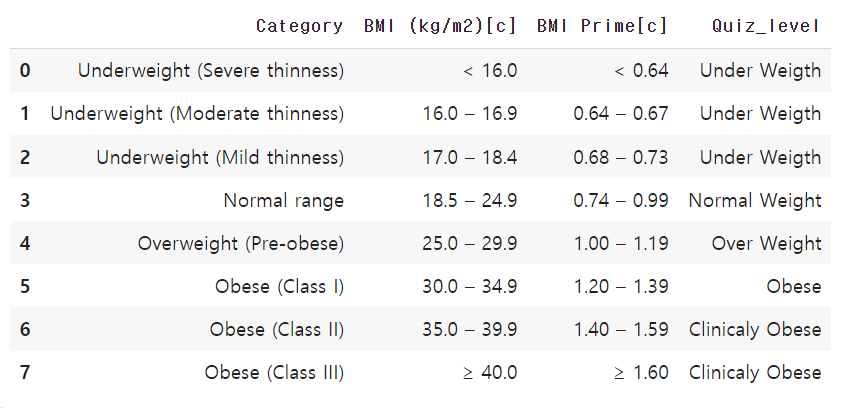 Category BMI (kg/m2)[c] BMI Prime[c] Quiz_level
0 Underweight (Severe thinness) < 16.0 < 0.64 Under Weigth
1 Underweight (Moderate thinness) 16.0 – 16.9 0.64 – 0.67 Under Weigth
2 Underweight (Mild thinness) 17.0 – 18.4 0.68 – 0.73 Under Weigth
3 Normal range 18.5 – 24.9 0.74 – 0.99 Normal Weight
4 Overweight (Pre-obese) 25.0 – 29.9 1.00 – 1.19 Over Weight
5 Obese (Class I) 30.0 – 34.9 1.20 – 1.39 Obese
6 Obese (Class II) 35.0 – 39.9 1.40 – 1.59 Clinicaly Obese
7 Obese (Class III) ≥ 40.0 ≥ 1.60 Clinicaly Obese